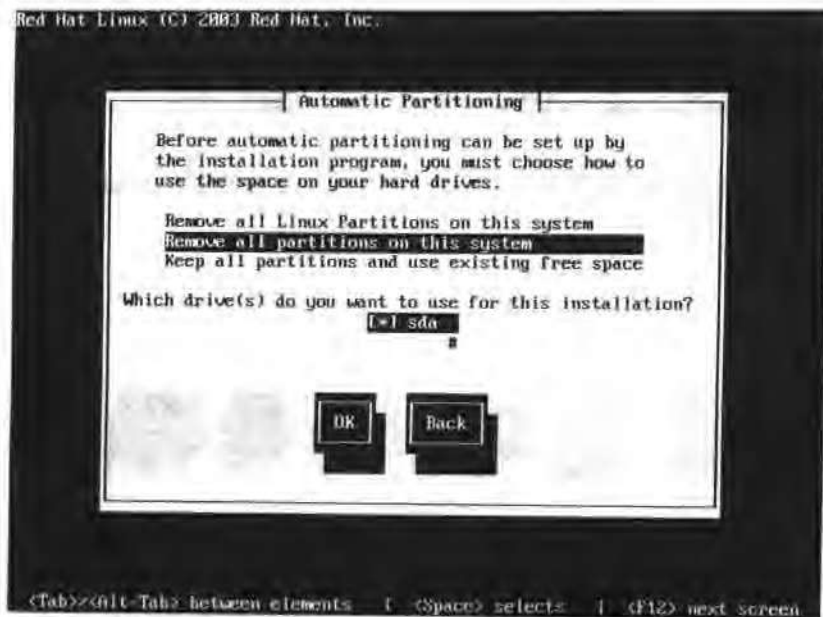 Red Hat Linux (C) 2003 Red Hat, Inc.
Automatic Partitioning
Before automatic partitioning can be set up by
the installation program, you must choose how to
use the space on your hard drives.
Remove all Linux Partitions on this system
Remove all partitions on this system
Keep all partitions and use existing free space
Which drive(s) do you want to use for this installation?
[*] sda
#
OK Back
<Tab>/<Alt-Tab> between elements | <Space> selects | <F12> next screen